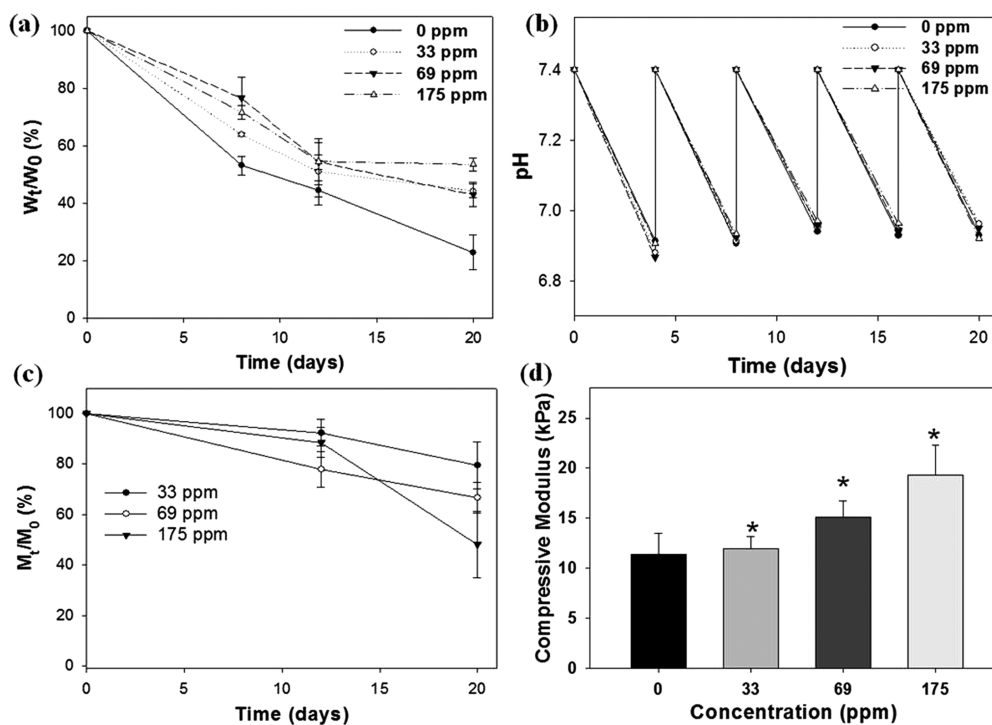 (a)
0 ppm
33 ppm
69 ppm
175 ppm
100
80
60
40
20
0
Wt/W0 (%)
0 5 10 15 20
Time (days)
(b)
0 ppm
33 ppm
69 ppm
175 ppm
7.4
7.2
7.0
6.8
pH
0 5 10 15 20
Time (days)
(c)
100
80
60
40
20
0
Mt/M0 (%)
33 ppm
69 ppm
175 ppm
0 5 10 15 20
Time (days)
(d)
25
20
15
10
5
0
Compressive Modulus (kPa)
* * *
0 33 69 175
Concentration (ppm)